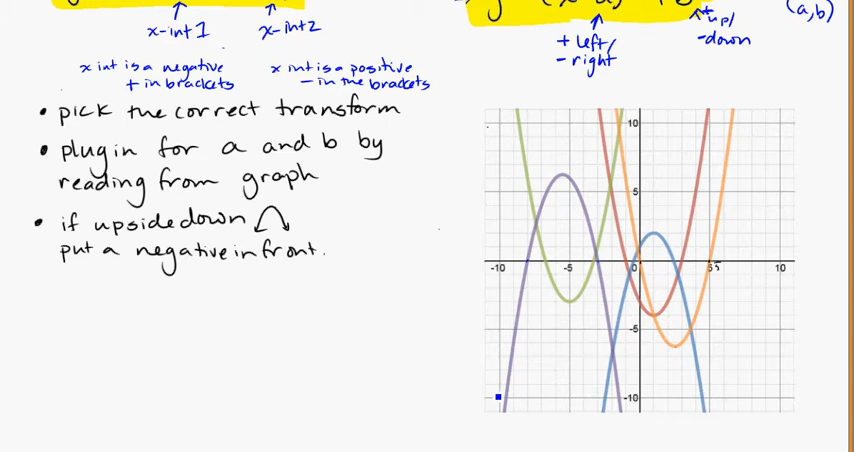 x-int 1
x-int2
x int is a negative
+ in brackets
x int is a positive
- in the brackets
+ left/
- right
+ up/
- down
(a,b)
• pick the correct transform
• plug in for a and b by
reading from graph
• if upside down
put a negative in front.
10
5
-10
-5
0
5
10
-5
-10